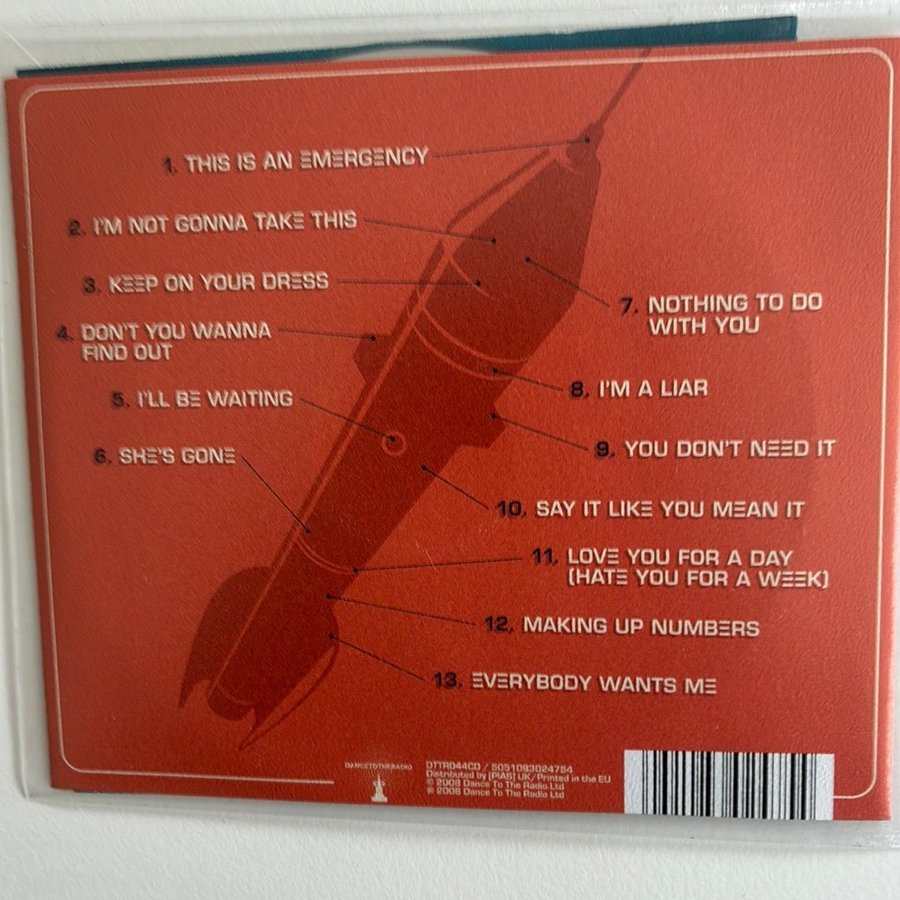 1. THIS IS AN EMERGENCY
2. I'M NOT GONNA TAKE THIS
3. KEEP ON YOUR DRESS
4. DON'T YOU WANNA
FIND OUT
5. I'LL BE WAITING
6. SHE'S GONE
7. NOTHING TO DO
WITH YOU
8. I'M A LIAR
9. YOU DON'T NEED IT
10. SAY IT LIKE YOU MEAN IT
11. LOVE YOU FOR A DAY
(HATE YOU FOR A WEEK)
12. MAKING UP NUMBERS
13. EVERYBODY WANTS ME
DANCETOTHERADIO
DTTR044CD / 5051083024754
Distributed by [PIAS] UK/Printed in the EU
© 2008 Dance To The Radio Ltd
℗ 2008 Dance To The Radio Ltd